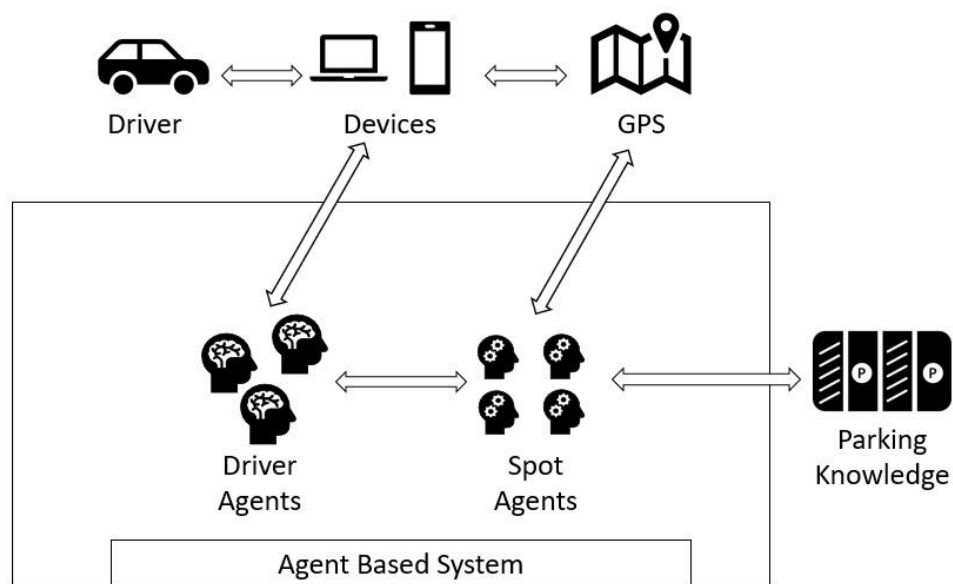 Driver
Devices
GPS
P
P
Driver
Agents
Spot
Agents
Parking
Knowledge
Agent Based System